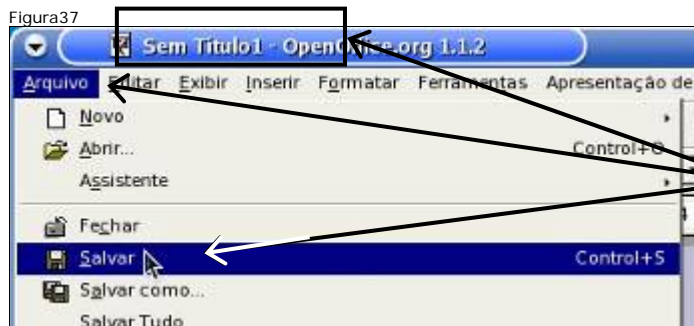 Figura37
Sem Titulo1 - OpenOffice.org 1.1.2
Arquivo Editar Exibir Inserir Formatar Ferramentas Apresentação de
Novo
Abrir... Control+O
Assistente
Fechar
Salvar Control+S
Salvar como...
Salvar Tudo